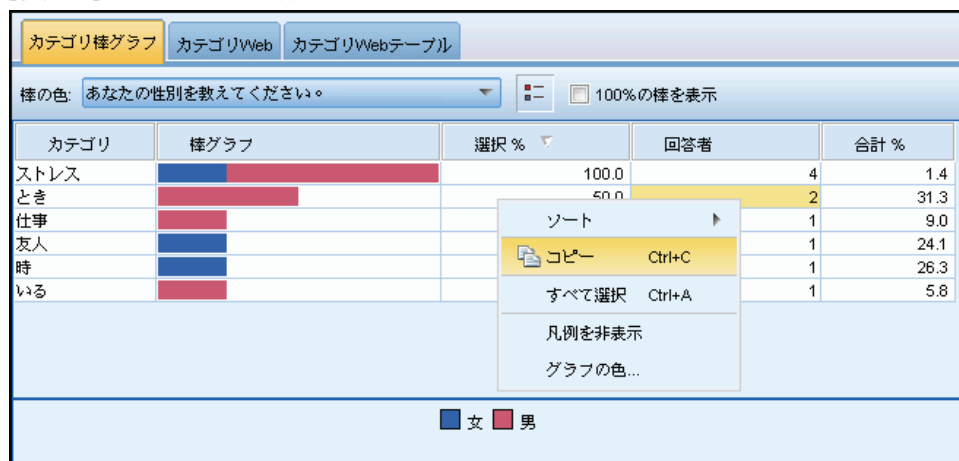 カテゴリ棒グラフ カテゴリWeb カテゴリWebテーブル
棒の色: あなたの性別を教えてください。 100%の棒を表示
カテゴリ 棒グラフ 選択 % 回答者 合計 %
ストレス 100.0 4 1.4
とき 50.0 2 31.3
仕事 1 9.0
友人 1 24.1
時 1 26.3
いる 1 5.8
ソート
コピー Ctrl+C
すべて選択 Ctrl+A
凡例を非表示
グラフの色...
女 男